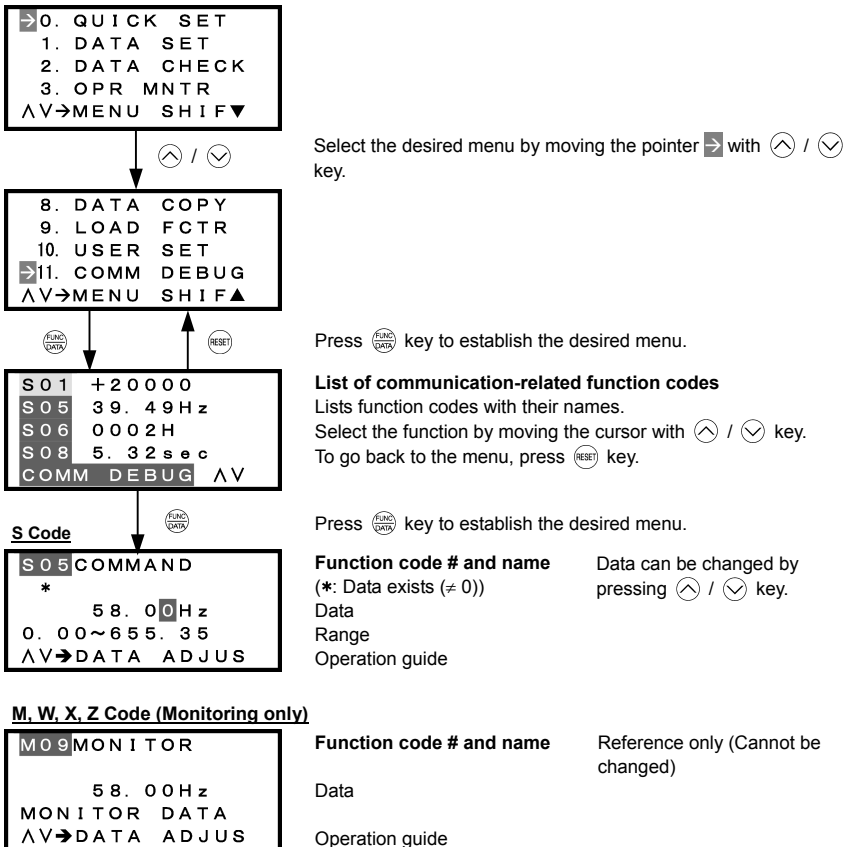 →0. QUICK SET
1. DATA SET
2. DATA CHECK
3. OPR MNTR
∧∨→MENU SHIF▼
∧ / ∨
Select the desired menu by moving the pointer → with ∧ / ∨
key.
8. DATA COPY
9. LOAD FCTR
10. USER SET
→11. COMM DEBUG
∧∨→MENU SHIF▲
FUNC DATA
RESET
Press FUNC DATA key to establish the desired menu.
S01 +20000
S05 39.49Hz
S06 0002H
S08 5.32sec
COMM DEBUG ∧∨
List of communication-related function codes
Lists function codes with their names.
Select the function by moving the cursor with ∧ / ∨ key.
To go back to the menu, press RESET key.
FUNC DATA
Press FUNC DATA key to establish the desired menu.
S Code
S05COMMAND
*
58.00Hz
0.00~655.35
∧∨→DATA ADJUS
Function code # and name
(*: Data exists (≠ 0))
Data
Range
Operation guide
Data can be changed by
pressing ∧ / ∨ key.
M, W, X, Z Code (Monitoring only)
M09MONITOR
58.00Hz
MONITOR DATA
∧∨→DATA ADJUS
Function code # and name
Data
Operation guide
Reference only (Cannot be
changed)